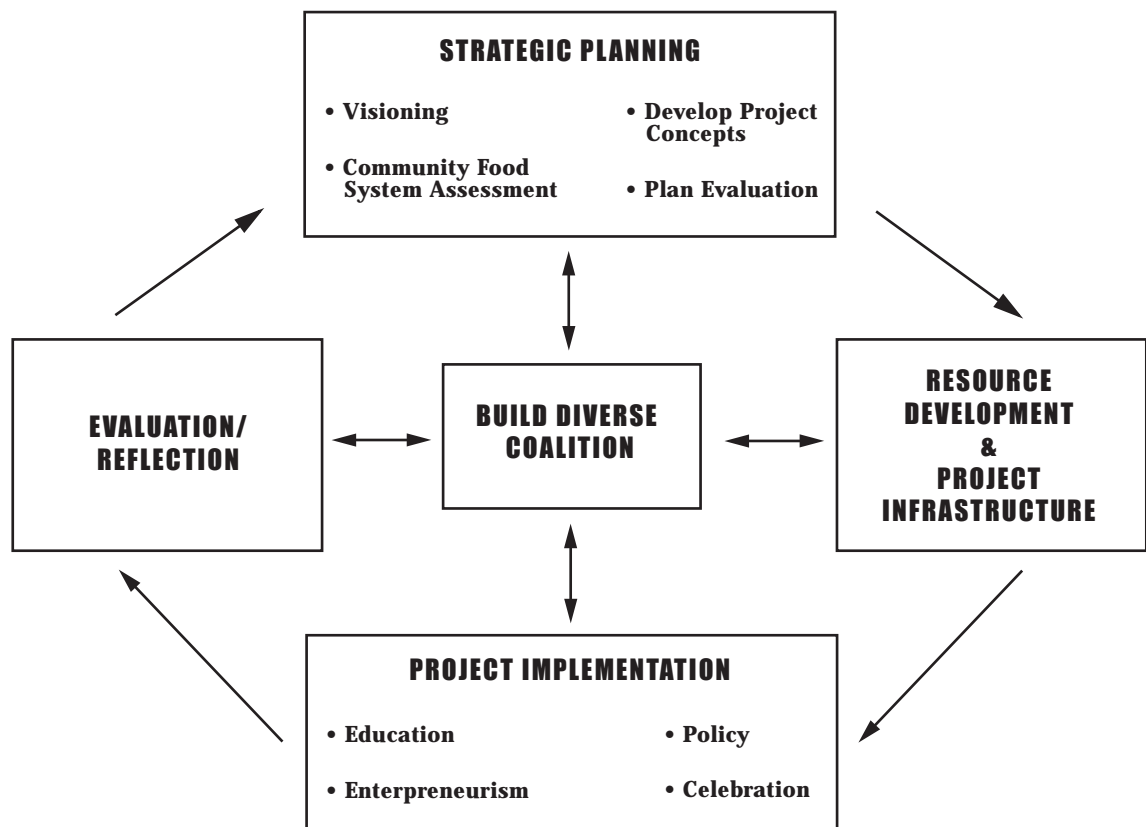 STRATEGIC PLANNING
• Visioning
• Community Food
System Assessment
• Develop Project
Concepts
• Plan Evaluation
EVALUATION/
REFLECTION
BUILD DIVERSE
COALITION
RESOURCE
DEVELOPMENT
&
PROJECT
INFRASTRUCTURE
PROJECT IMPLEMENTATION
• Education
• Enterpreneurism
• Policy
• Celebration